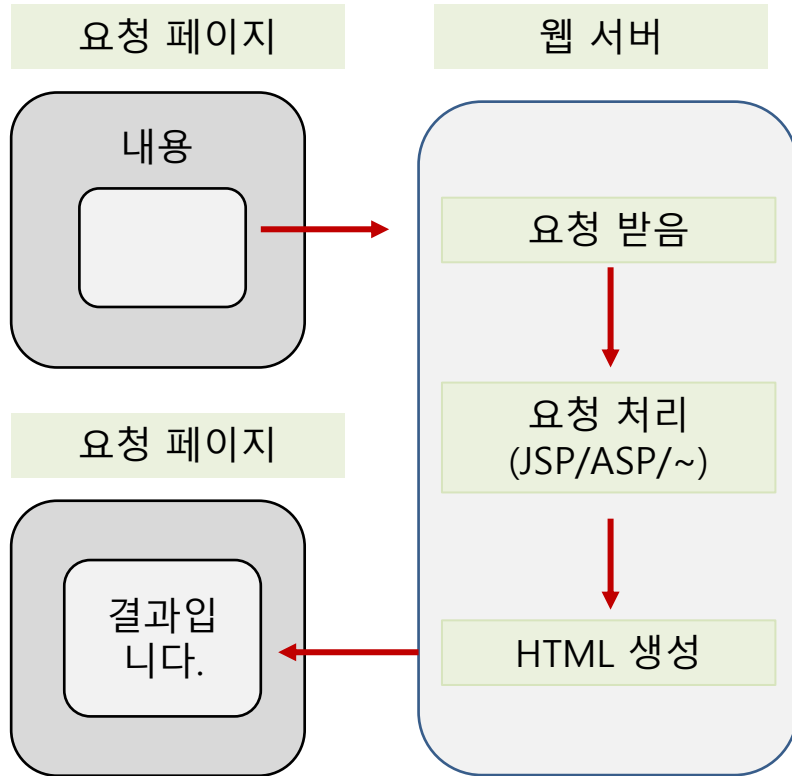 요청 페이지
웹 서버
내용
요청 받음
요청 처리
(JSP/ASP/~)
요청 페이지
결과입
니다.
HTML 생성